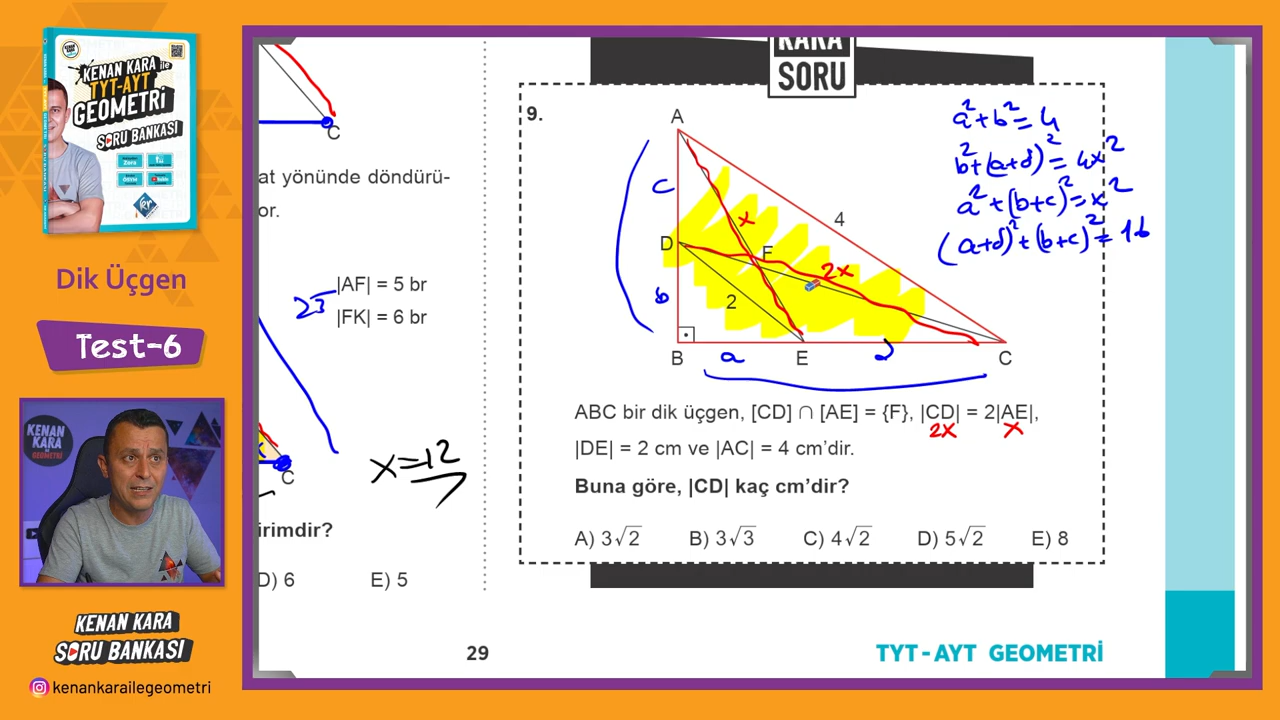 KENAN KARA ile
TYT-AYT
GEOMETRİ
SORU BANKASI
Dik Üçgen
Test-6
KENAN
KARA
KENAN KARA
SORU BANKASI
kenankarailegeometri
C
at yönünde döndürü-
or.
|AF| = 5 br
|FK| = 6 br
25
C
x=12
irimdir?
D) 6
E) 5
29
KARA
SORU
9.
A
c
x
4
D
F
2x
b
2
B
a
E
d
C
a²+b²=4
b²+(a+d)²=4x²
a²+(b+c)²=x²
(a+d)²+(b+c)²=16
ABC bir dik üçgen, [CD] ∩ [AE] = {F}, |CD| = 2|AE|,
2x x
|DE| = 2 cm ve |AC| = 4 cm'dir.
Buna göre, |CD| kaç cm'dir?
A) 3√2 B) 3√3 C) 4√2 D) 5√2 E) 8
TYT - AYT GEOMETRİ